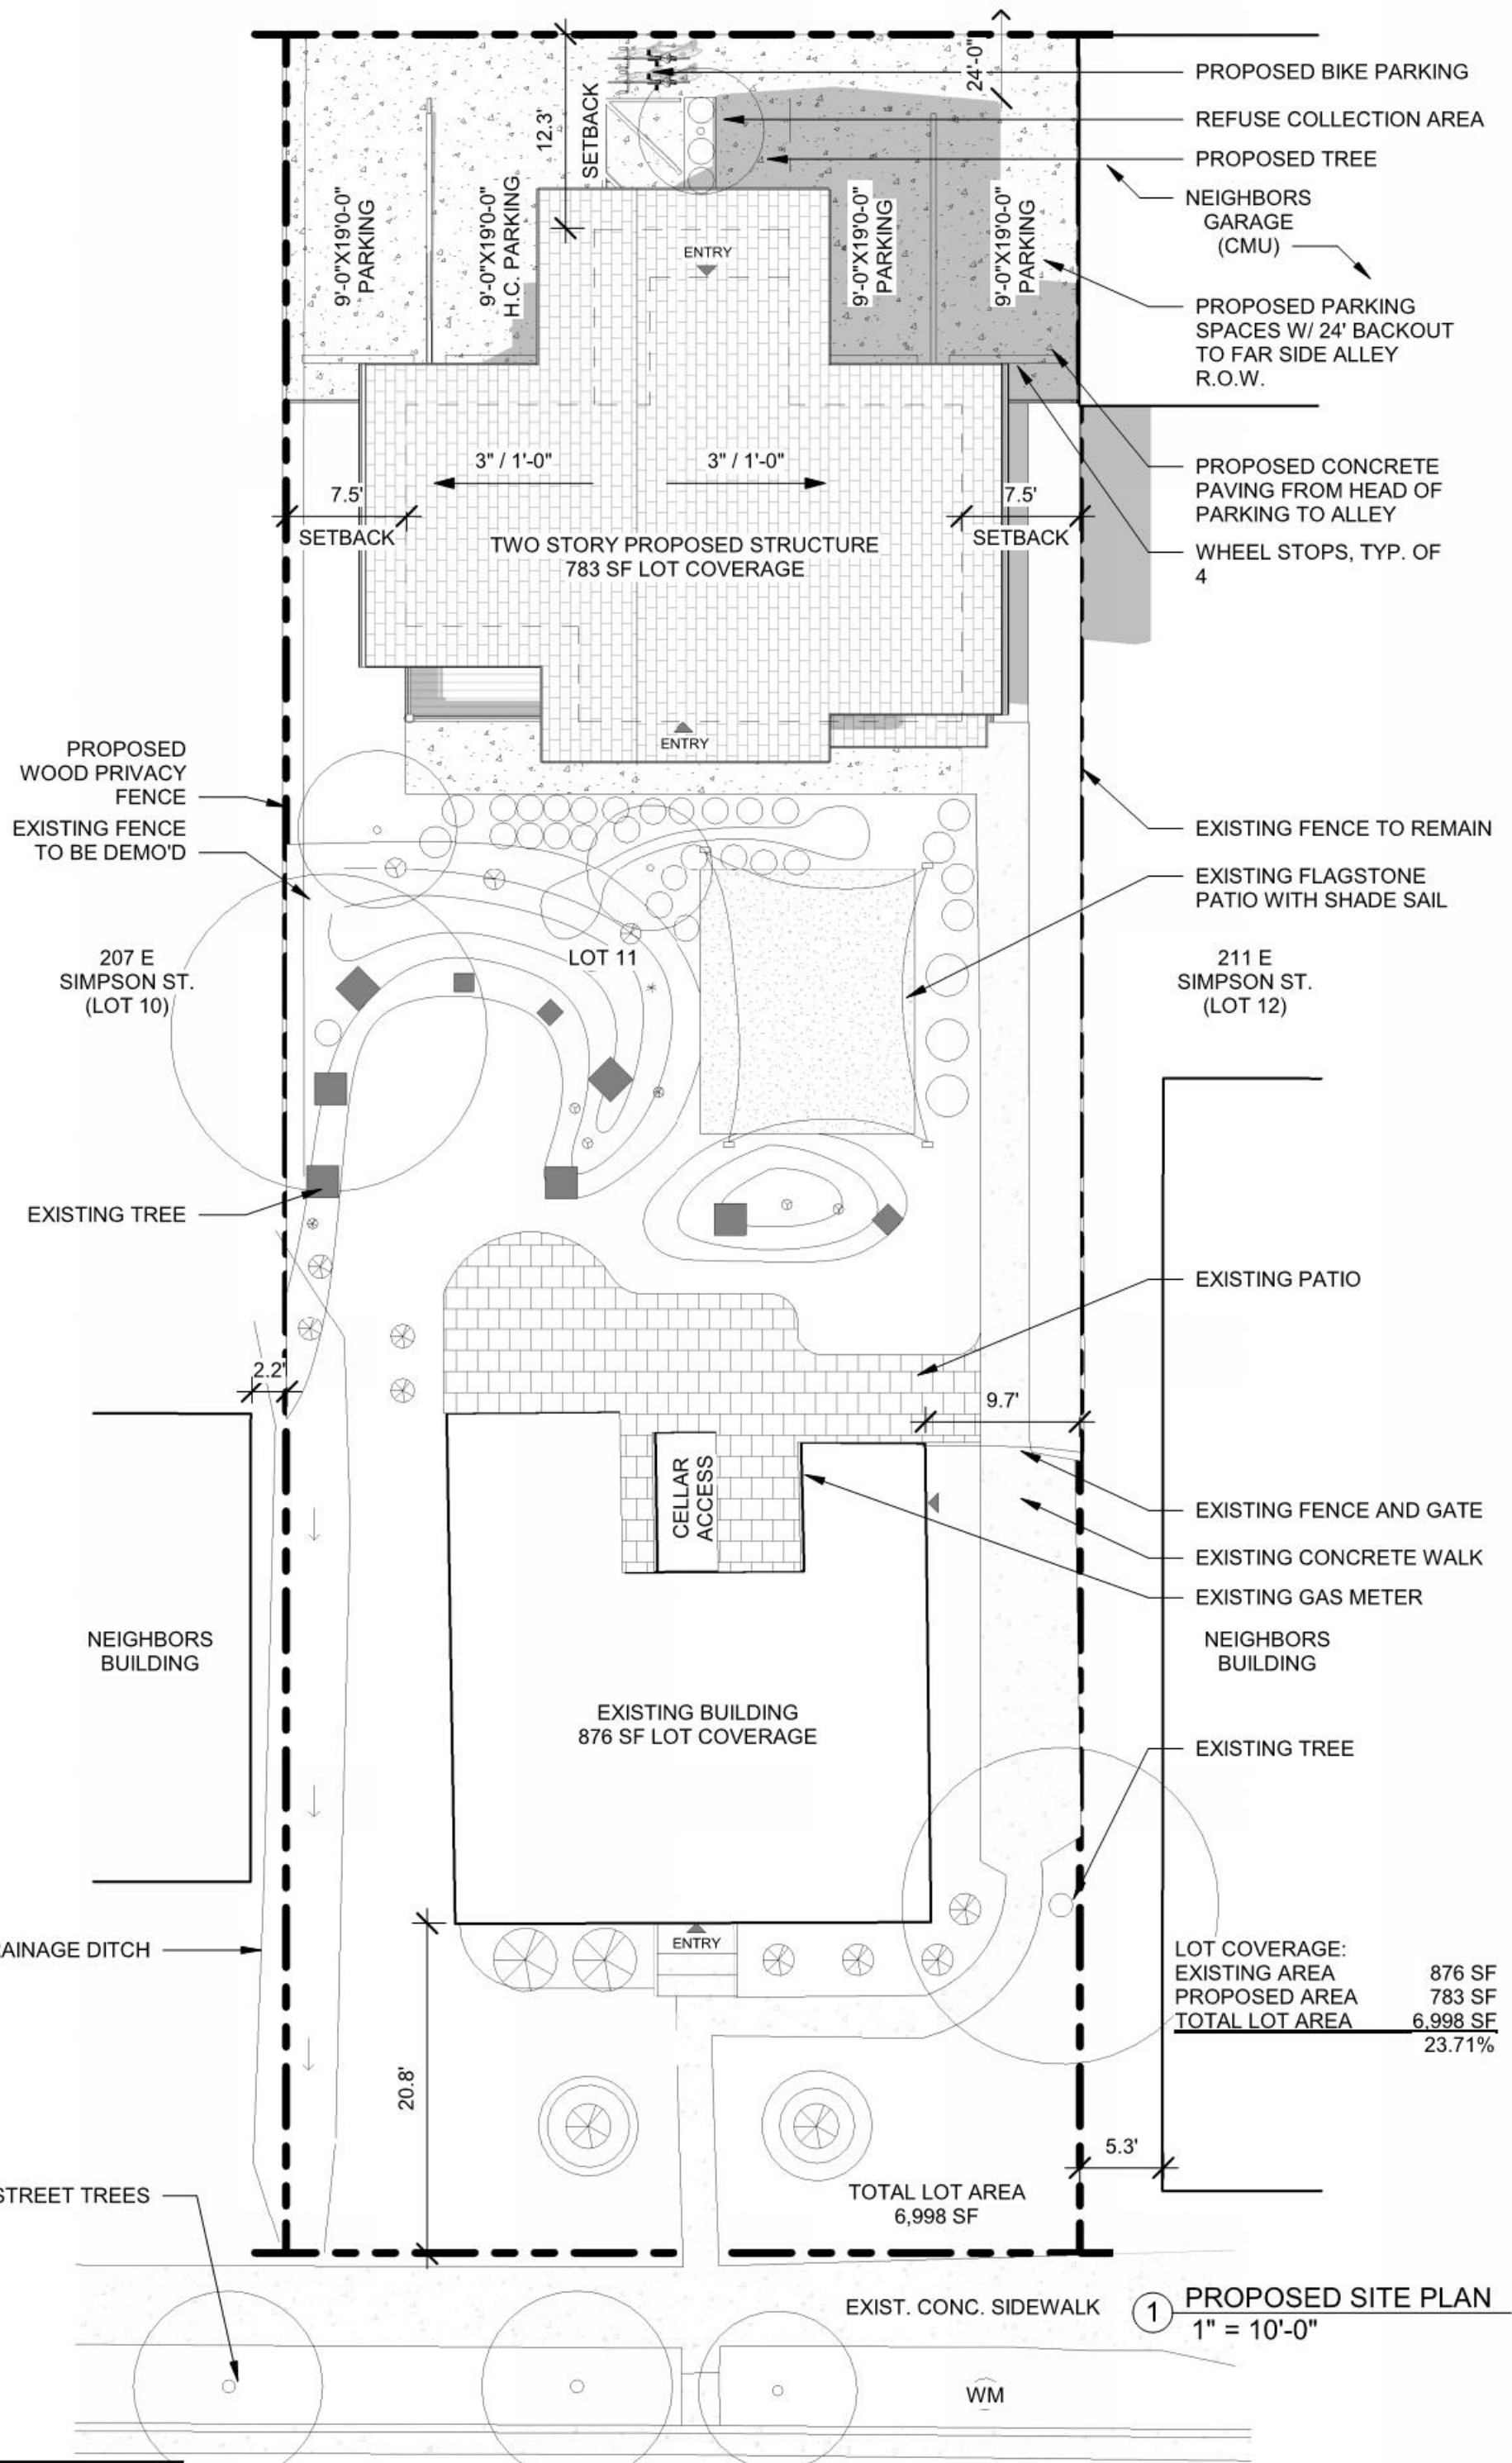 24'-0"
PROPOSED BIKE PARKING
REFUSE COLLECTION AREA
PROPOSED TREE
NEIGHBORS
GARAGE
(CMU)
12.3'
SETBACK
9'-0"X19'0-0"
PARKING
9'-0"X19'0-0"
H.C. PARKING
ENTRY
9'-0"X19'0-0"
PARKING
9'-0"X19'0-0"
PARKING
PROPOSED PARKING
SPACES W/ 24' BACKOUT
TO FAR SIDE ALLEY
R.O.W.
3" / 1'-0"
3" / 1'-0"
7.5'
SETBACK
7.5'
SETBACK
PROPOSED CONCRETE
PAVING FROM HEAD OF
PARKING TO ALLEY
TWO STORY PROPOSED STRUCTURE
783 SF LOT COVERAGE
WHEEL STOPS, TYP. OF
4
ENTRY
PROPOSED
WOOD PRIVACY
FENCE
EXISTING FENCE
TO BE DEMO'D
EXISTING FENCE TO REMAIN
EXISTING FLAGSTONE
PATIO WITH SHADE SAIL
207 E
SIMPSON ST.
(LOT 10)
LOT 11
211 E
SIMPSON ST.
(LOT 12)
EXISTING TREE
EXISTING PATIO
2.2'
9.7'
CELLAR
ACCESS
EXISTING FENCE AND GATE
EXISTING CONCRETE WALK
EXISTING GAS METER
NEIGHBORS
BUILDING
NEIGHBORS
BUILDING
EXISTING BUILDING
876 SF LOT COVERAGE
EXISTING TREE
ENTRY
AINAGE DITCH
LOT COVERAGE:
EXISTING AREA 876 SF
PROPOSED AREA 783 SF
TOTAL LOT AREA 6,998 SF
23.71%
20.8'
5.3'
STREET TREES
TOTAL LOT AREA
6,998 SF
EXIST. CONC. SIDEWALK
1 PROPOSED SITE PLAN
1" = 10'-0"
WM